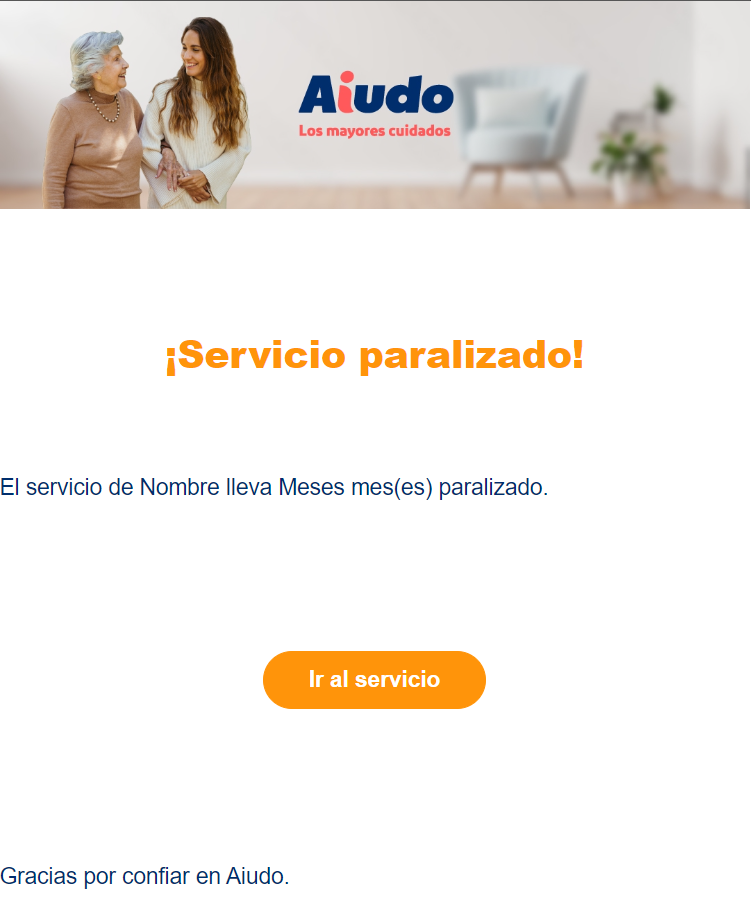 Aiudo
Los mayores cuidados
¡Servicio paralizado!
El servicio de Nombre lleva Meses mes(es) paralizado.
Ir al servicio
Gracias por confiar en Aiudo.